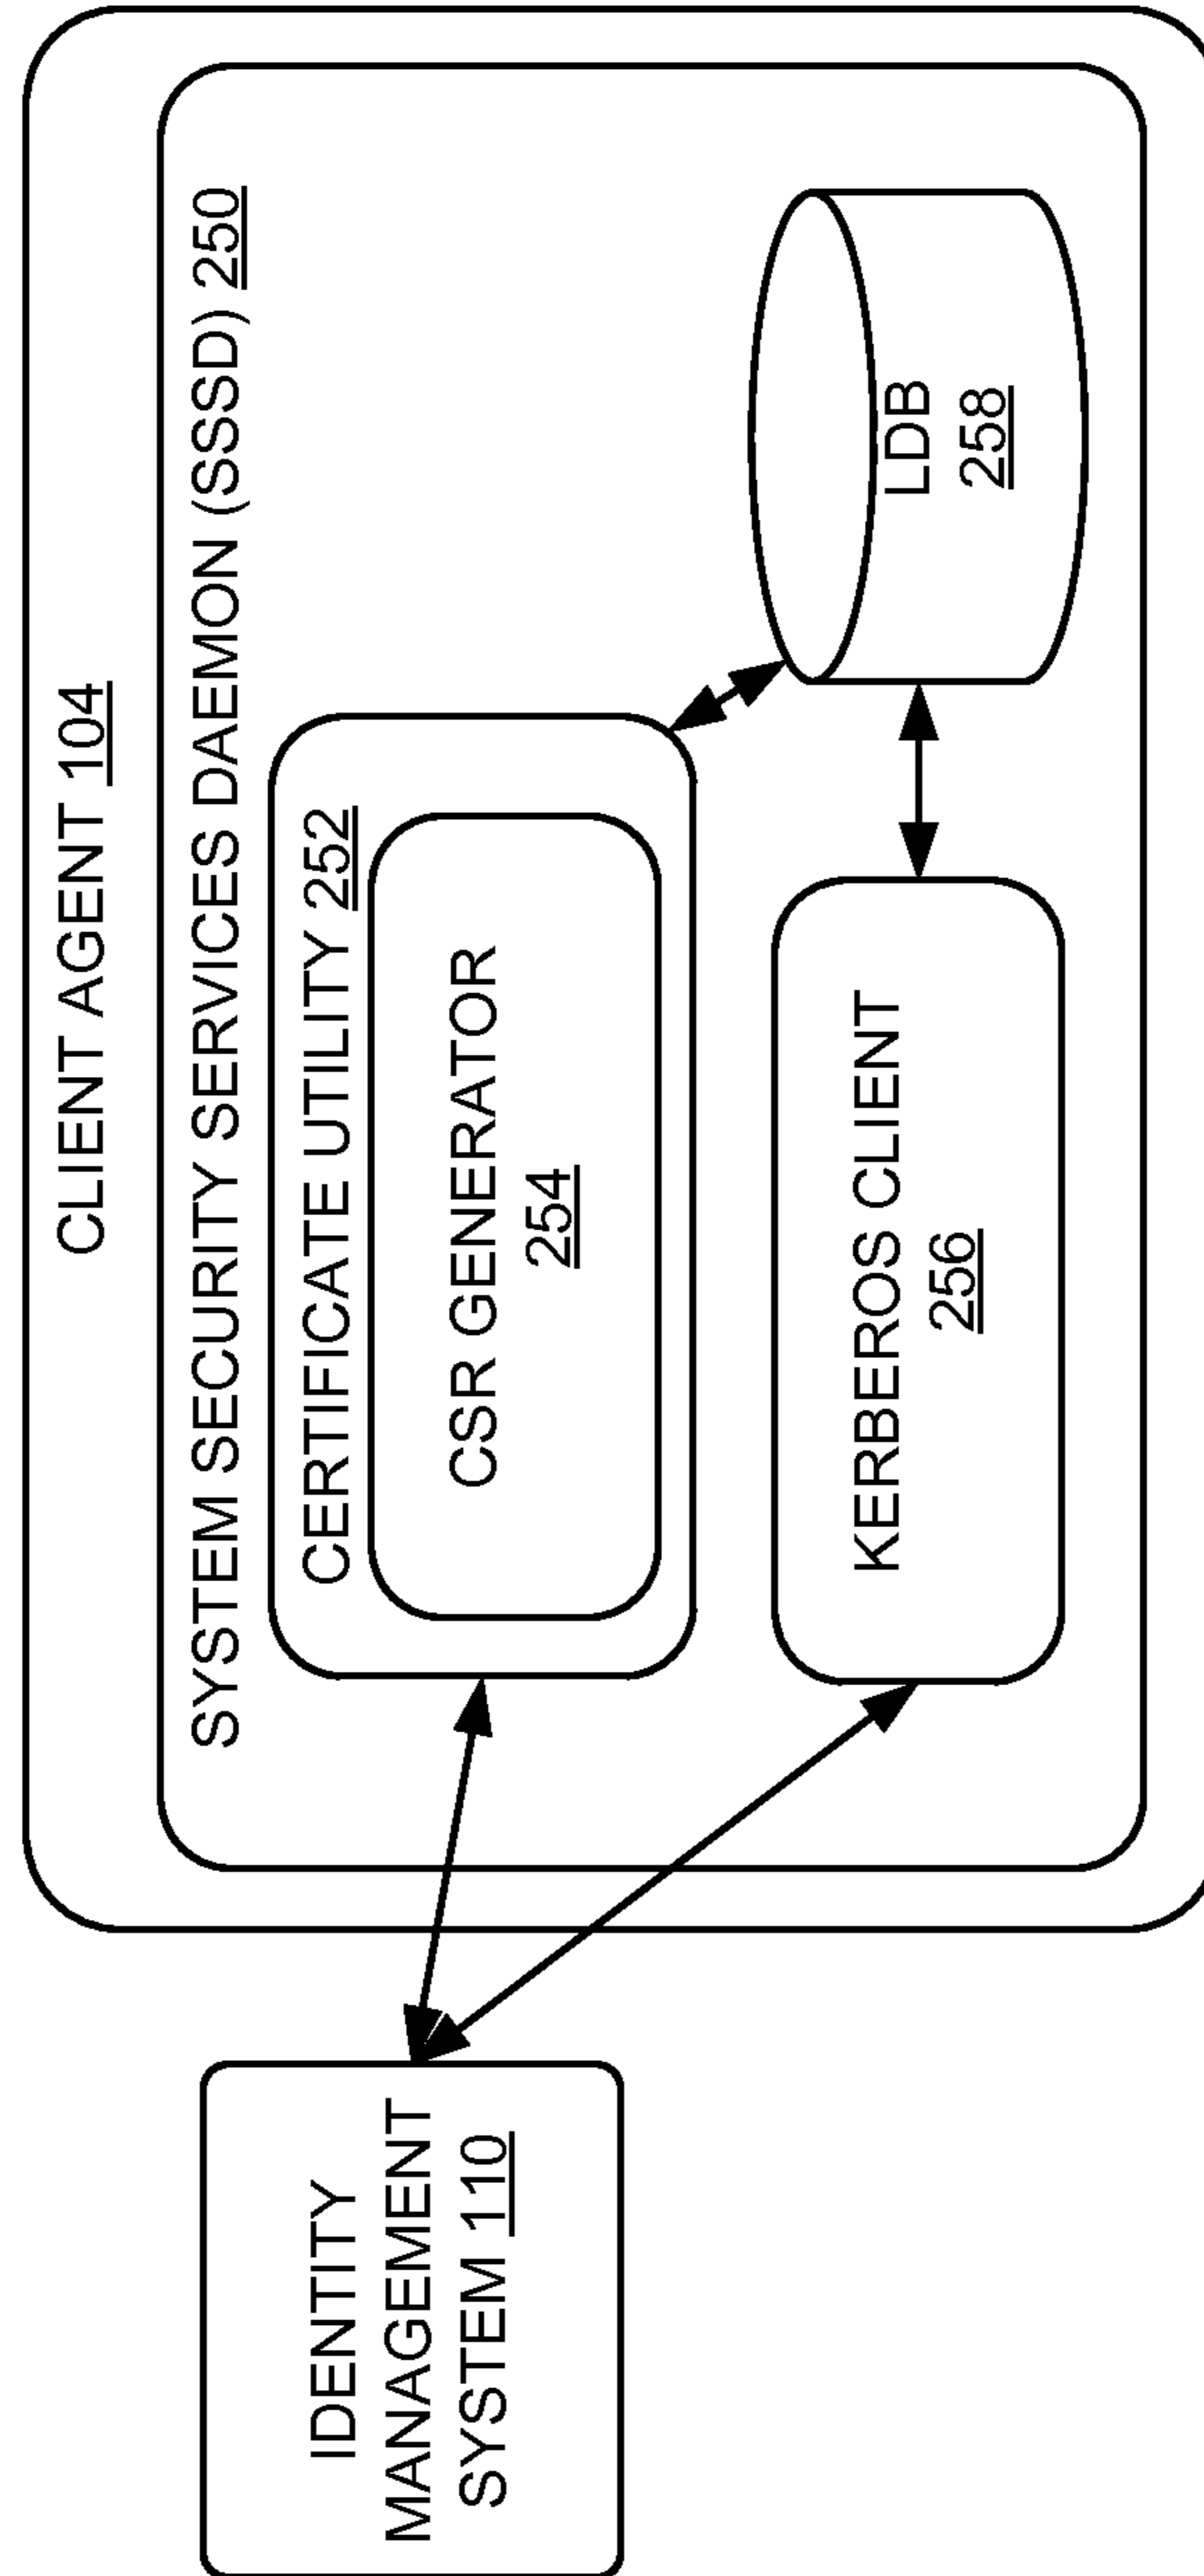 CLIENT AGENT 104
SYSTEM SECURITY SERVICES DAEMON (SSSD) 250
CERTIFICATE UTILITY 252
CSR GENERATOR
254
KERBEROS CLIENT
256
LDB
258
IDENTITY
MANAGEMENT
SYSTEM 110